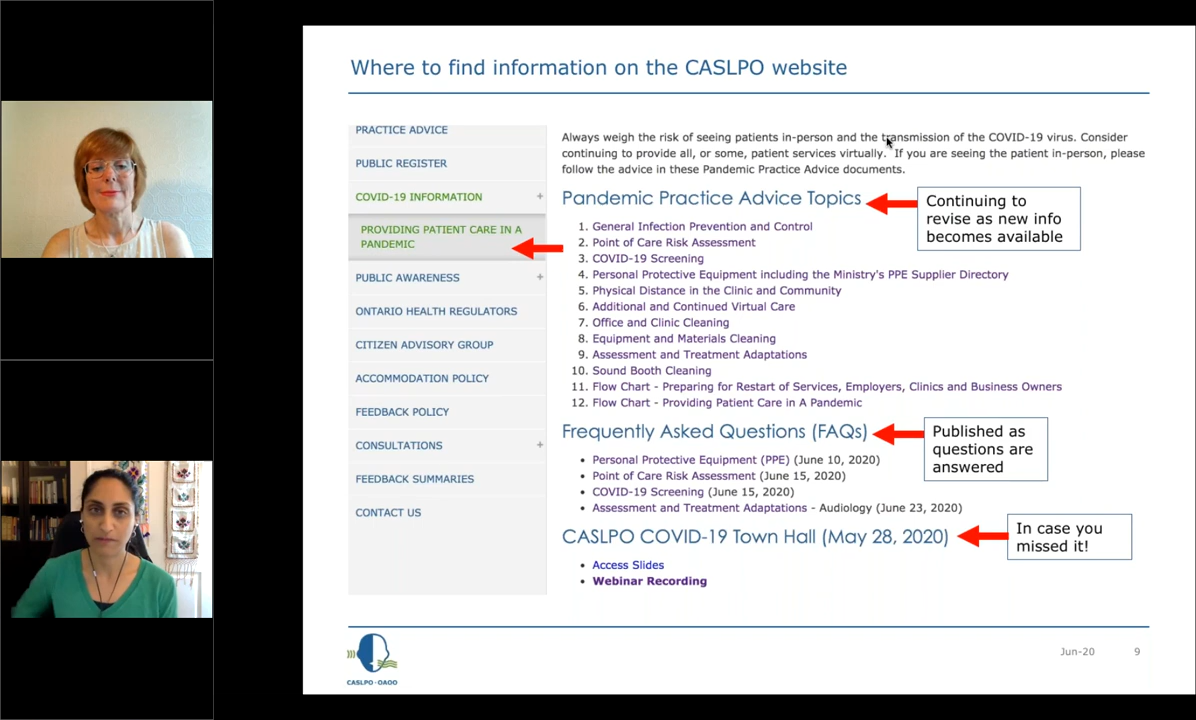 Where to find information on the CASLPO website
PRACTICE ADVICE
PUBLIC REGISTER
COVID-19 INFORMATION +
PROVIDING PATIENT CARE IN A
PANDEMIC
PUBLIC AWARENESS +
ONTARIO HEALTH REGULATORS
CITIZEN ADVISORY GROUP
ACCOMMODATION POLICY
FEEDBACK POLICY
CONSULTATIONS +
FEEDBACK SUMMARIES
CONTACT US
Always weigh the risk of seeing patients in-person and the transmission of the COVID-19 virus. Consider
continuing to provide all, or some, patient services virtually. If you are seeing the patient in-person, please
follow the advice in these Pandemic Practice Advice documents.
Pandemic Practice Advice Topics
Continuing to
revise as new info
becomes available
1. General Infection Prevention and Control
2. Point of Care Risk Assessment
3. COVID-19 Screening
4. Personal Protective Equipment including the Ministry's PPE Supplier Directory
5. Physical Distance in the Clinic and Community
6. Additional and Continued Virtual Care
7. Office and Clinic Cleaning
8. Equipment and Materials Cleaning
9. Assessment and Treatment Adaptations
10. Sound Booth Cleaning
11. Flow Chart - Preparing for Restart of Services, Employers, Clinics and Business Owners
12. Flow Chart - Providing Patient Care in A Pandemic
Frequently Asked Questions (FAQs)
Published as
questions are
answered
• Personal Protective Equipment (PPE) (June 10, 2020)
• Point of Care Risk Assessment (June 15, 2020)
• COVID-19 Screening (June 15, 2020)
• Assessment and Treatment Adaptations - Audiology (June 23, 2020)
CASLPO COVID-19 Town Hall (May 28, 2020)
In case you
missed it!
• Access Slides
• Webinar Recording
CASLPO•OAOO
Jun-20 9